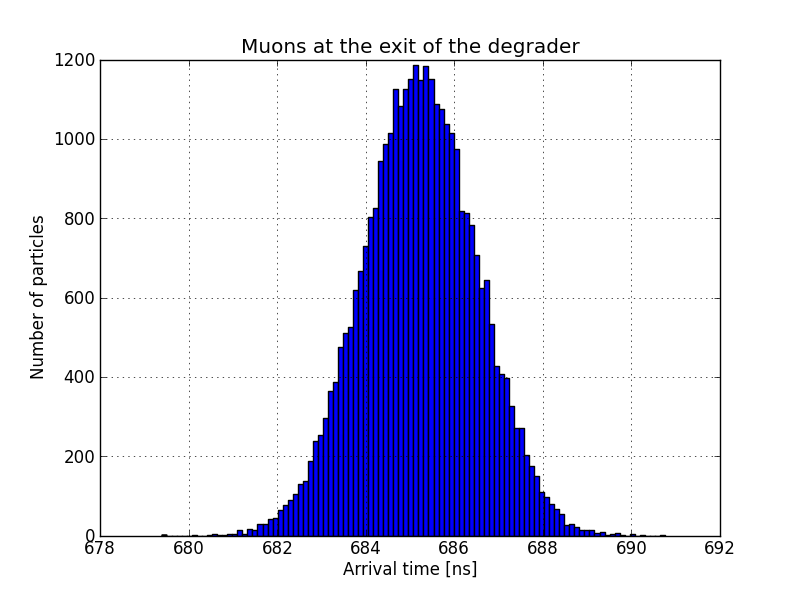 Muons at the exit of the degrader
1200
1000
800
600
400
200
0
Number of particles
678 680 682 684 686 688 690 692
Arrival time [ns]